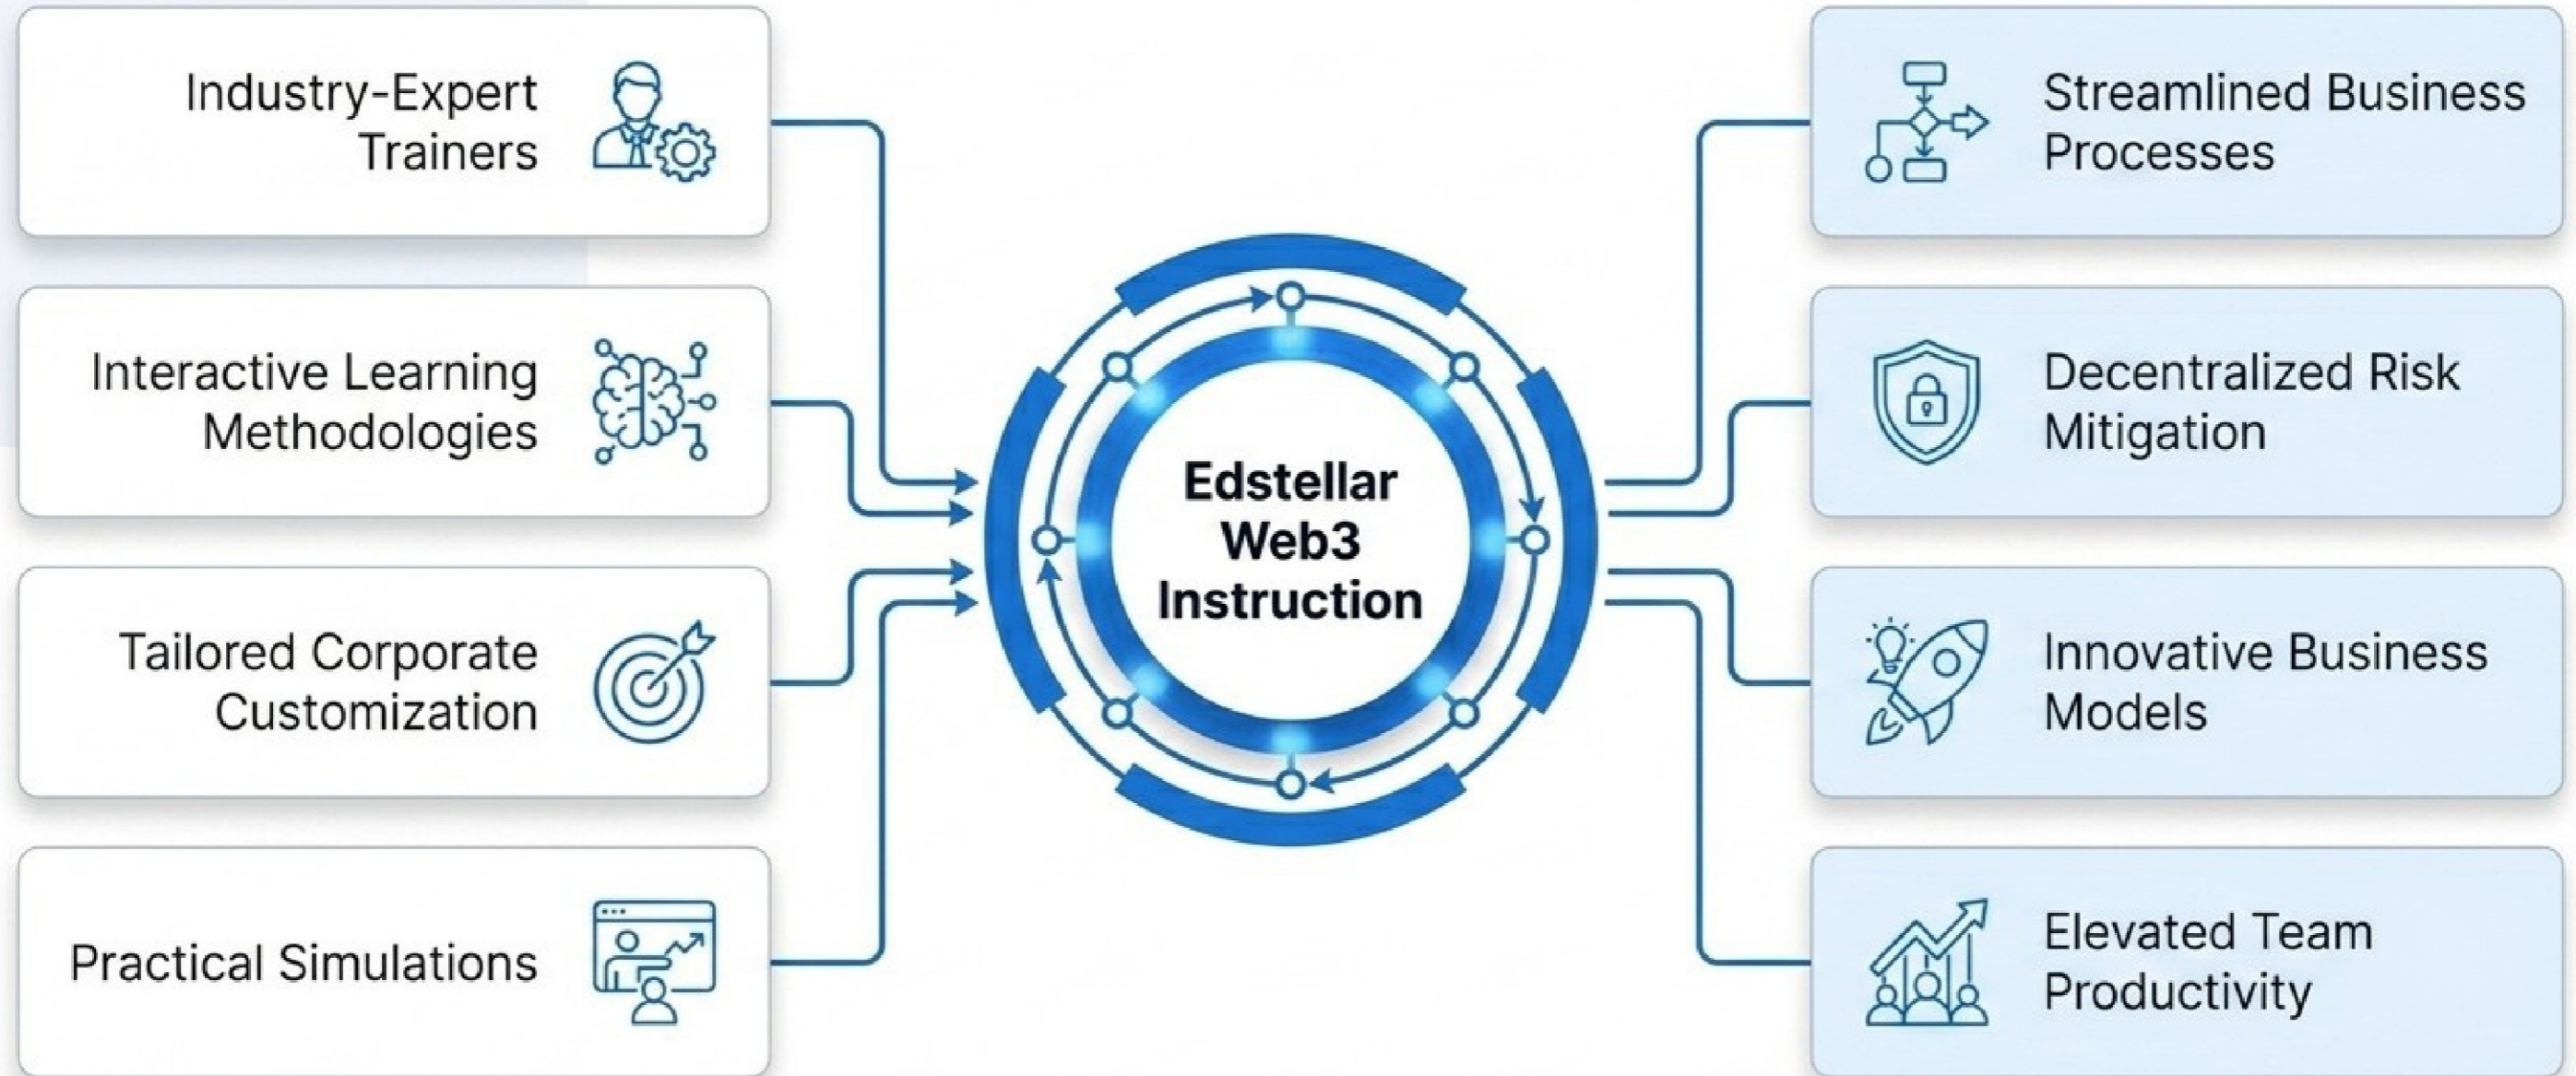 Industry-Expert
Trainers
Interactive Learning
Methodologies
Tailored Corporate
Customization
Practical Simulations
Edstellar
Web3
Instruction
Streamlined Business
Processes
Decentralized Risk
Mitigation
Innovative Business
Models
Elevated Team
Productivity